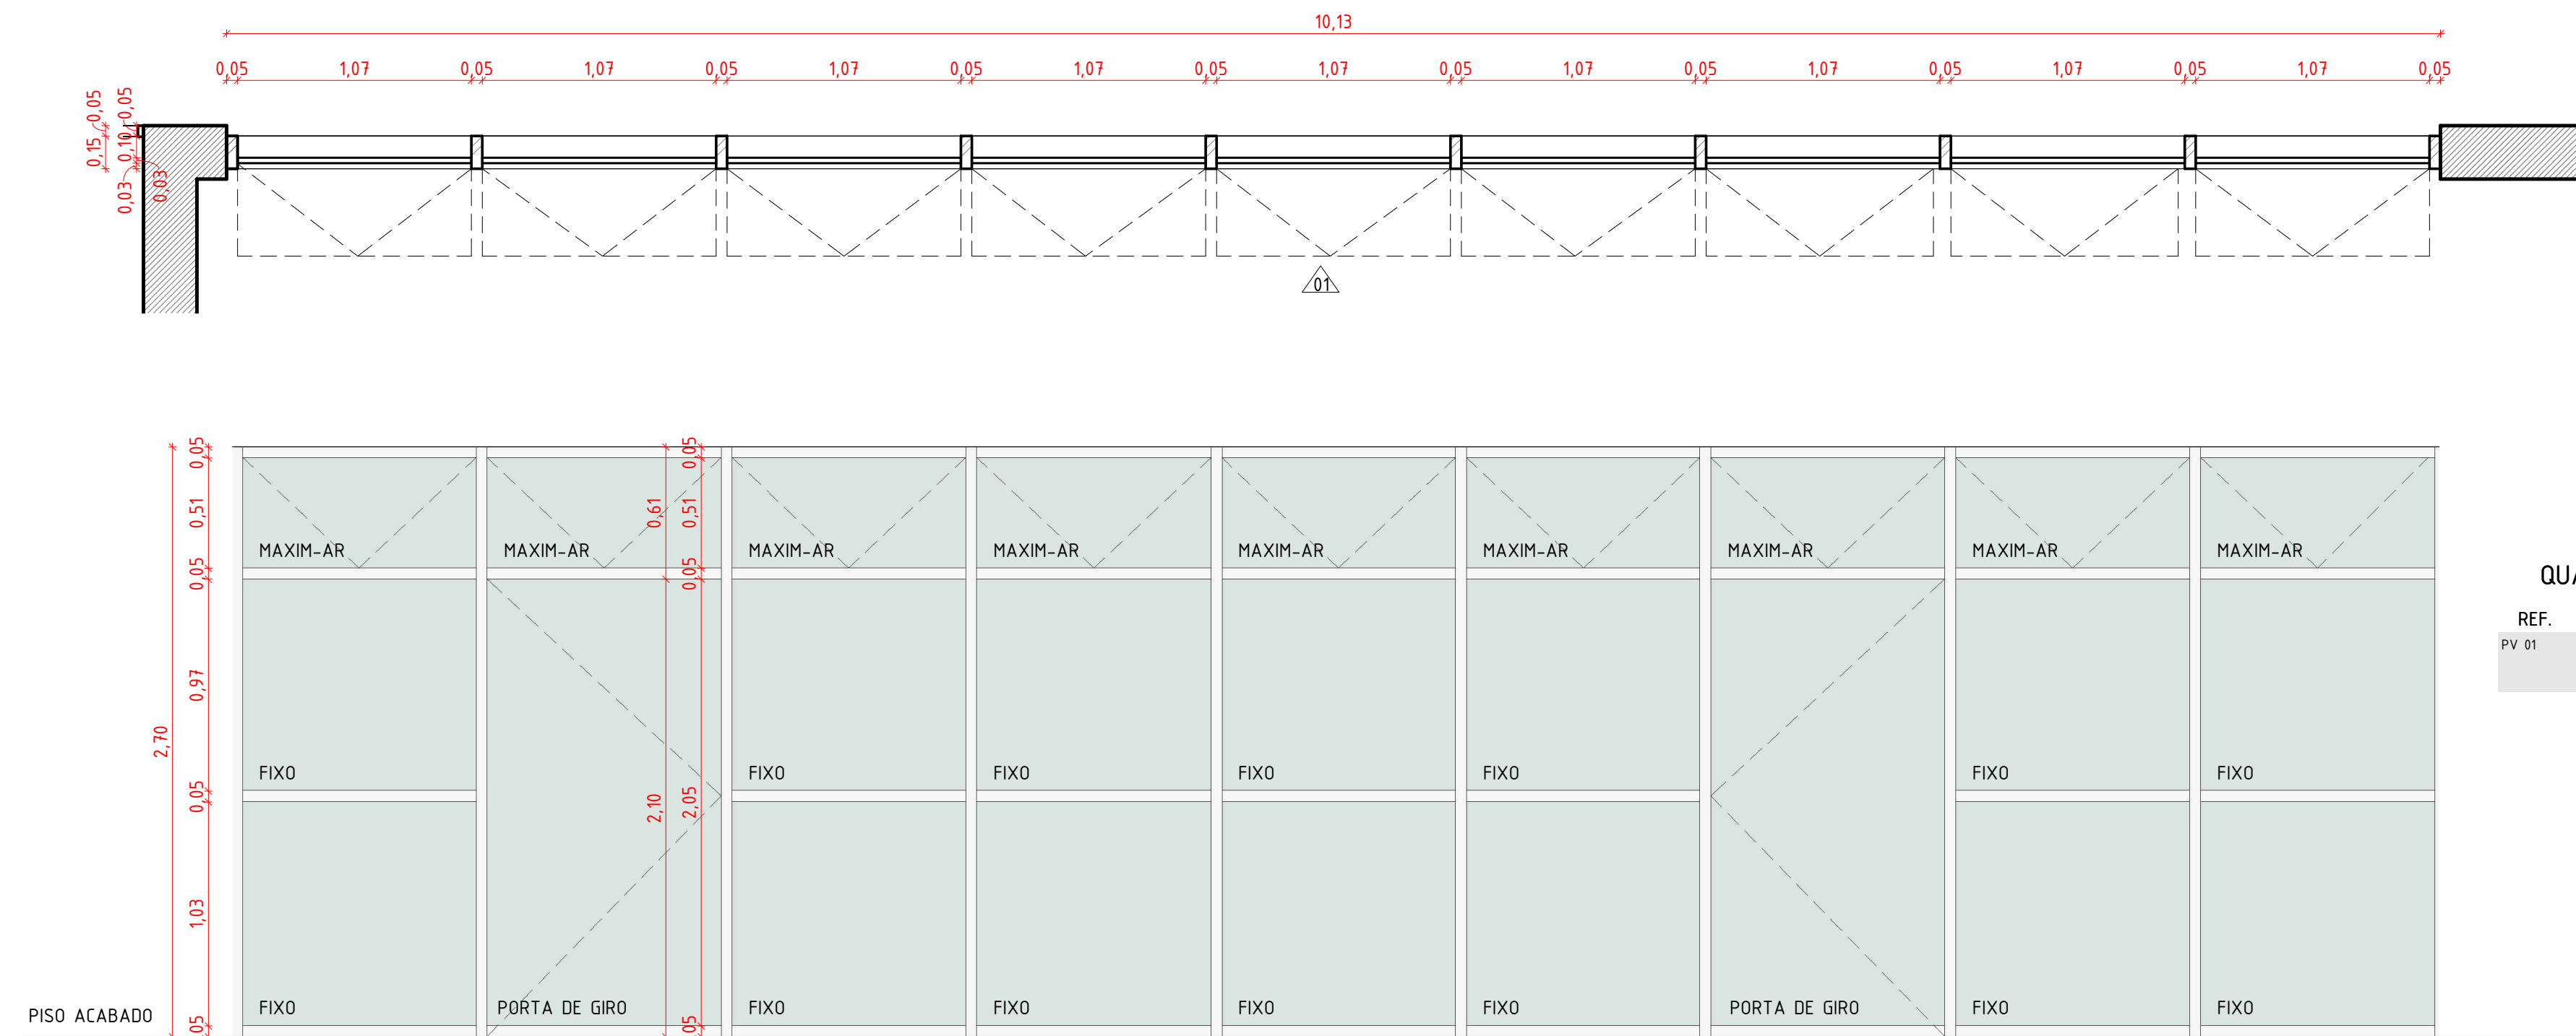 10,13
0,05 1,07 0,05 1,07 0,05 1,07 0,05 1,07 0,05 1,07 0,05 1,07 0,05 1,07 0,05 1,07 0,05 1,07 0,05
0,05
0,15
0,05
0,10
0,03
0,03
01
2,70
0,05
0,51
0,05
0,97
0,05
1,03
05
0,61
2,10
0,05
0,51
0,05
2,05
05
MAXIM-AR MAXIM-AR MAXIM-AR MAXIM-AR MAXIM-AR MAXIM-AR MAXIM-AR MAXIM-AR MAXIM-AR
FIXO FIXO FIXO FIXO FIXO FIXO FIXO
FIXO PORTA DE GIRO FIXO FIXO FIXO FIXO PORTA DE GIRO FIXO FIXO
PISO ACABADO
QUA
REF.
PV 01